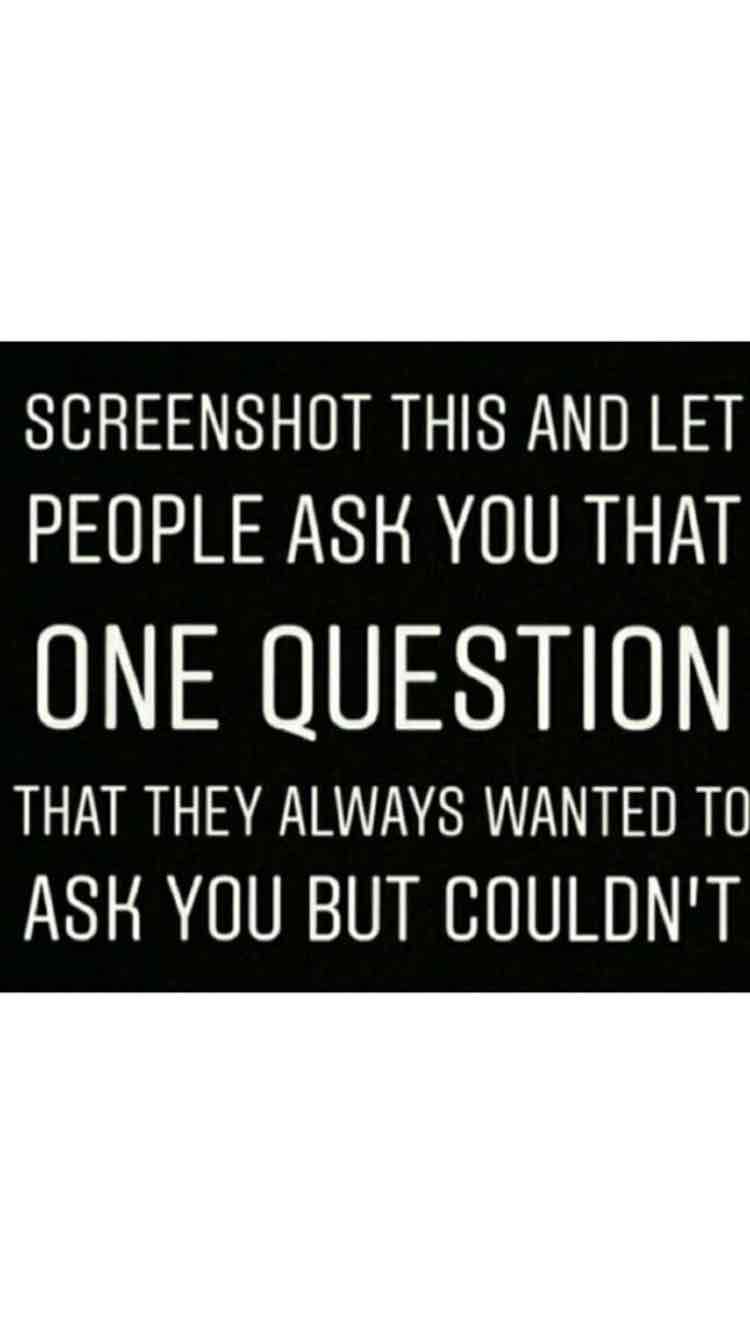 SCREENSHOT THIS AND LET
PEOPLE ASK YOU THAT
ONE QUESTION
THAT THEY ALWAYS WANTED TO
ASK YOU BUT COULDN'T